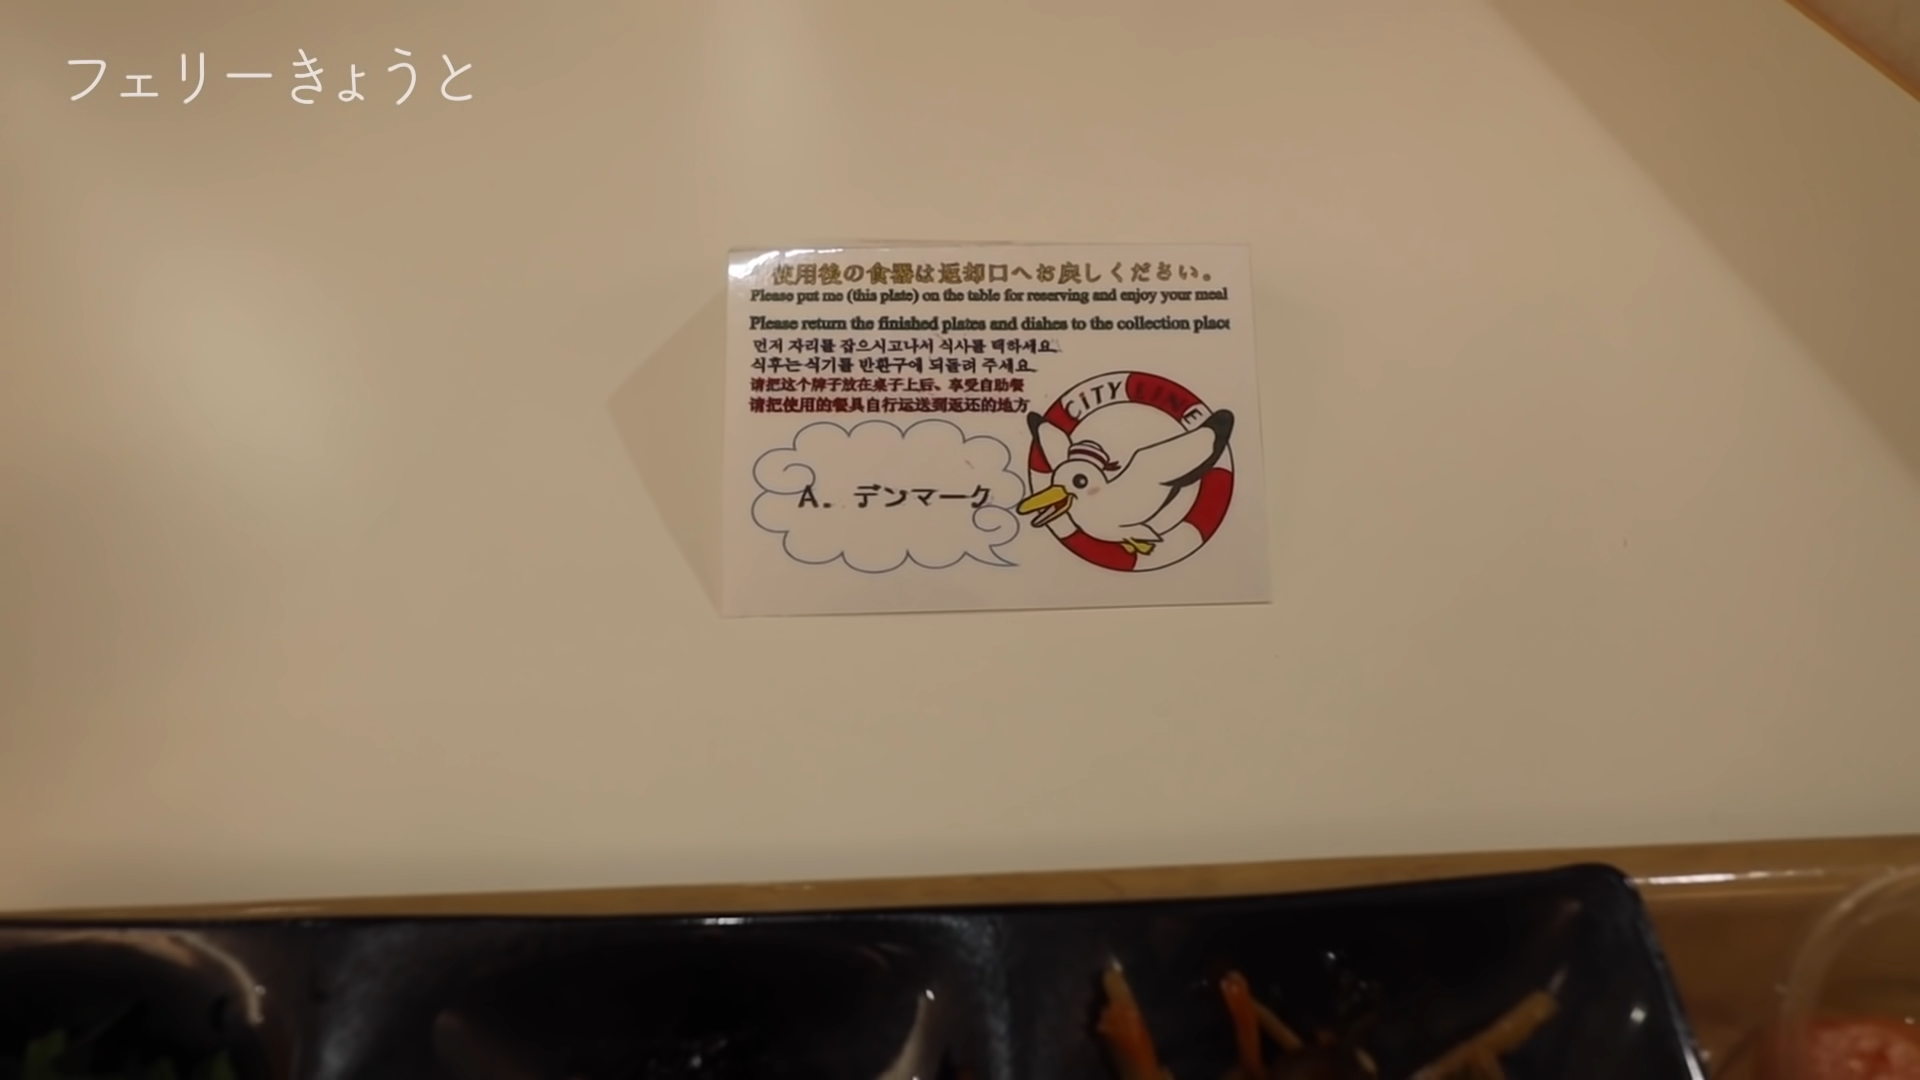 フェリーきょうと
使用後の食器は返却口へお戻しください。
Please put me (this plate) on the table for reserving and enjoy your meal
Please return the finished plates and dishes to the collection place
먼저 자리를 잡으시고나서 식사를 택하세요.
식후는 식기를 반환구에 되돌려 주세요.
请把这个牌子放在桌子上后、享受自助餐
请把使用的餐具自行运送到返还的地方
CITY LINE
A. デンマーク